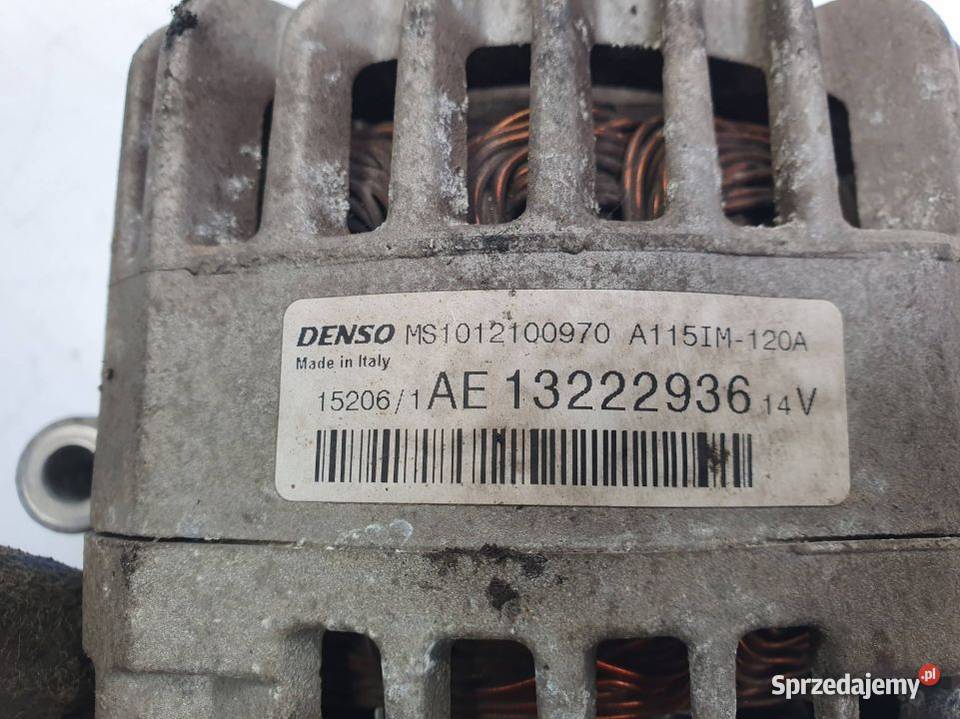 DENSO MS1012100970 A115IM-120A
Made in Italy
15206/1 AE 13222936 14V
Sprzedajemy.pl